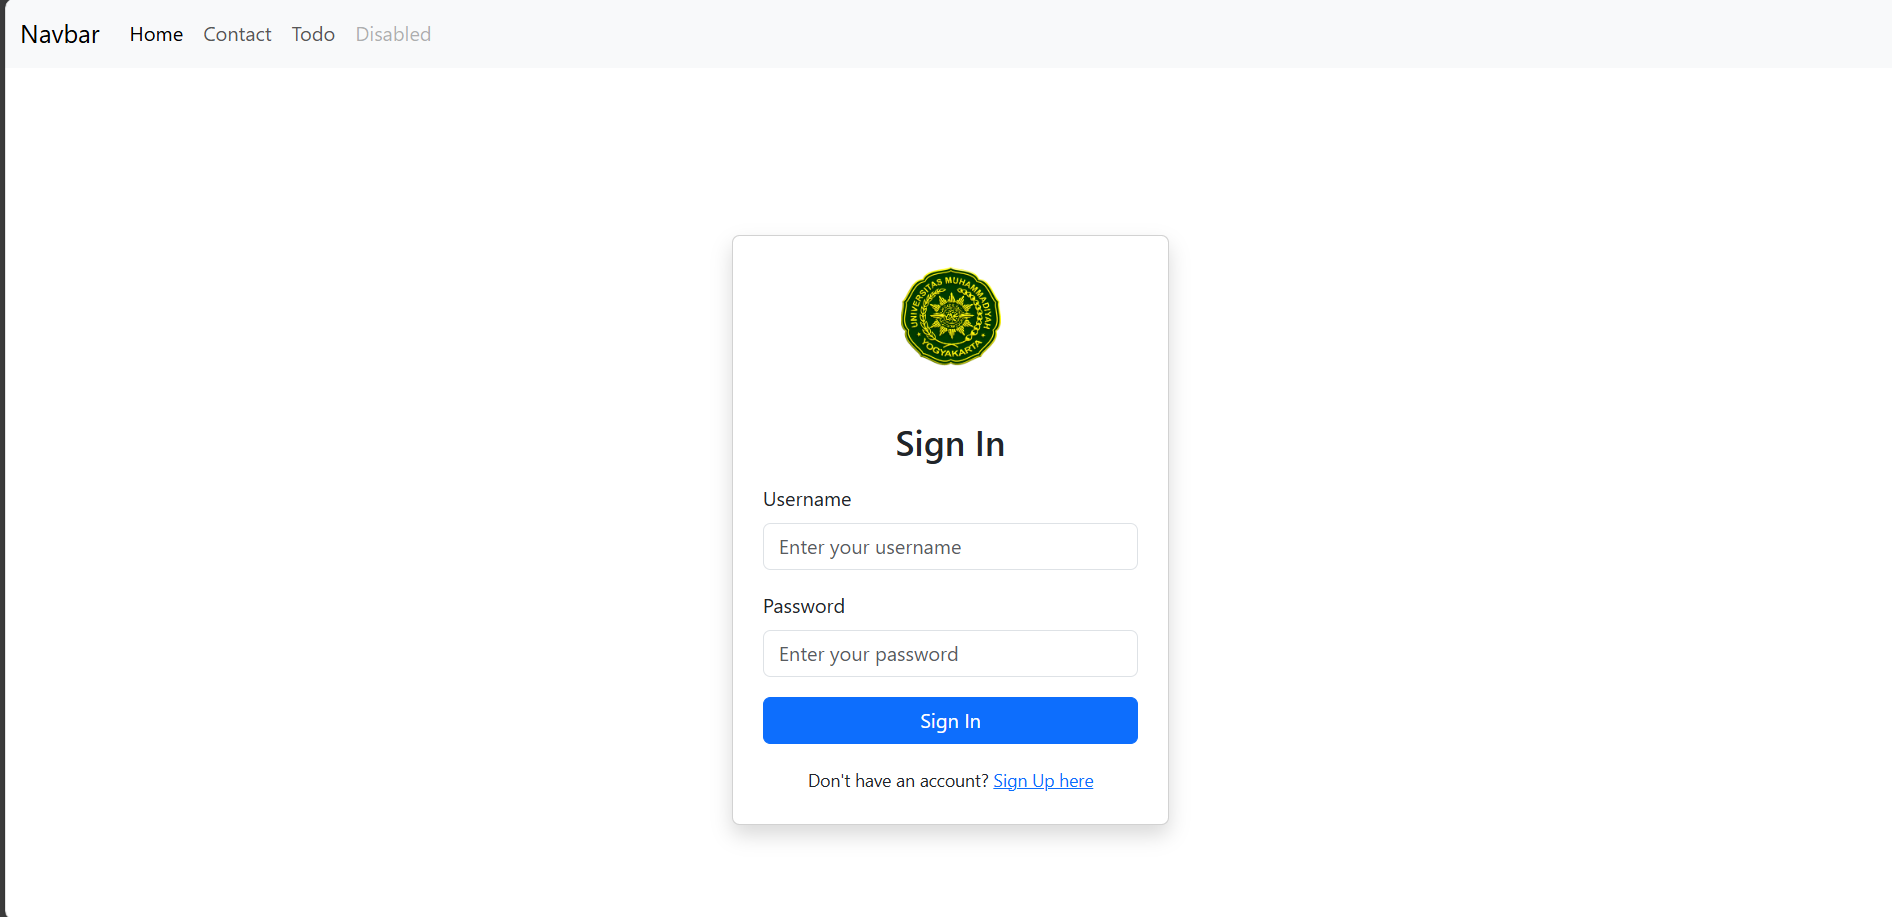 Navbar Home Contact Todo Disabled
UNIVERSITAS MUHAMMADIYAH
YOGYAKARTA
Sign In
Username
Enter your username
Password
Enter your password
Sign In
Don't have an account? Sign Up here